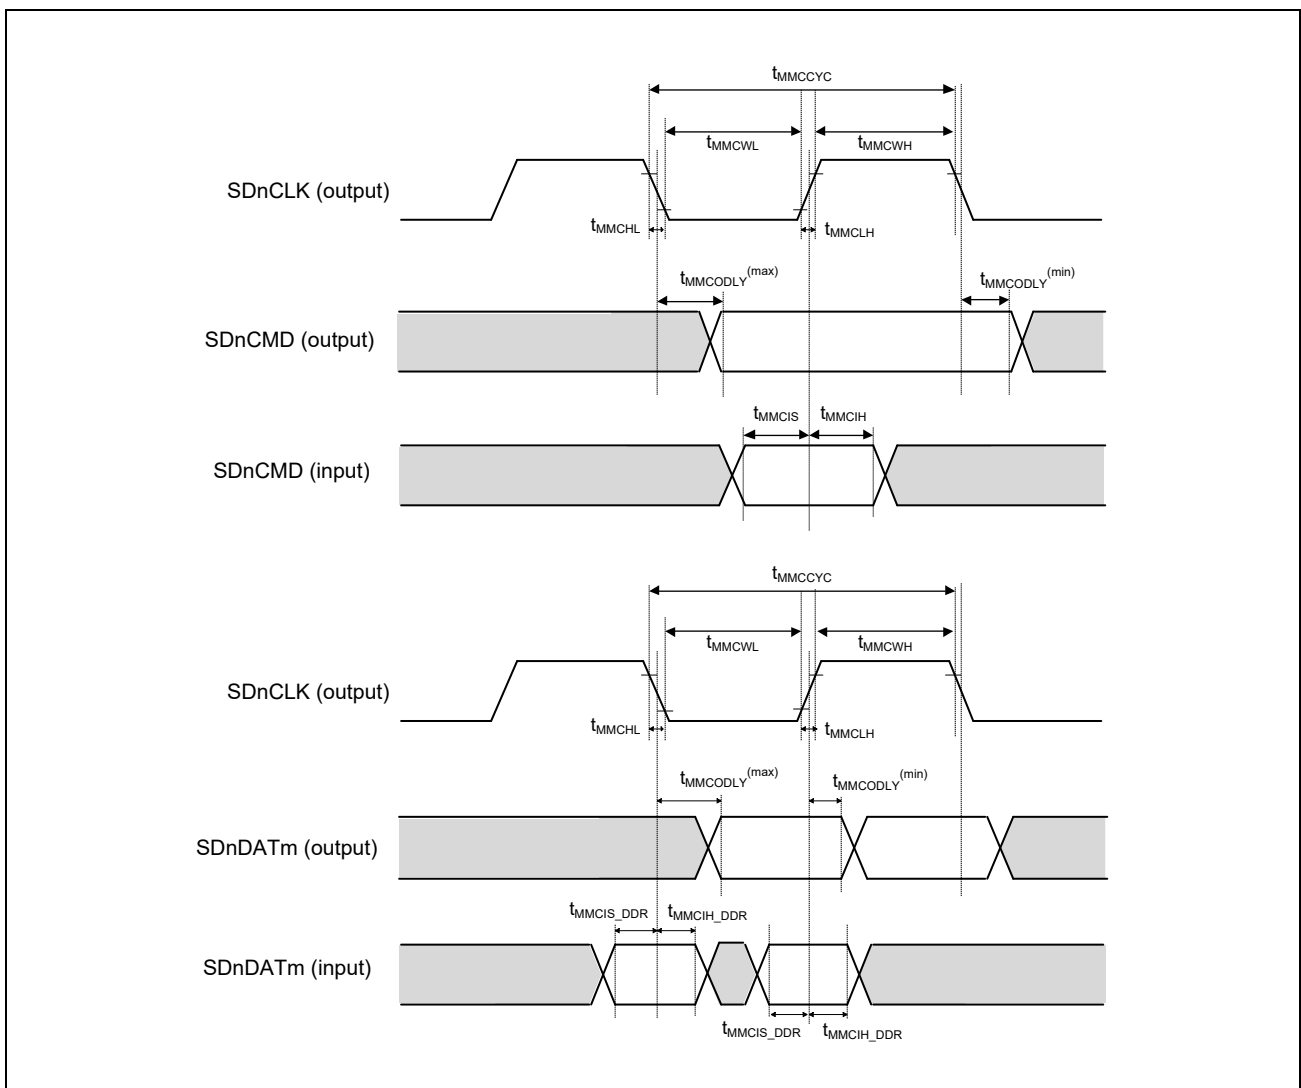 tMMCCYC
tMMCWL
tMMCWH
SDnCLK (output)
tMMCHL
tMMCLH
tMMCODLY(max)
tMMCODLY(min)
SDnCMD (output)
tMMCIS
tMMCIH
SDnCMD (input)
tMMCCYC
tMMCWL
tMMCWH
SDnCLK (output)
tMMCHL
tMMCLH
tMMCODLY(max)
tMMCODLY(min)
SDnDATm (output)
tMMCIS_DDR
tMMCIH_DDR
SDnDATm (input)
tMMCIS_DDR
tMMCIH_DDR